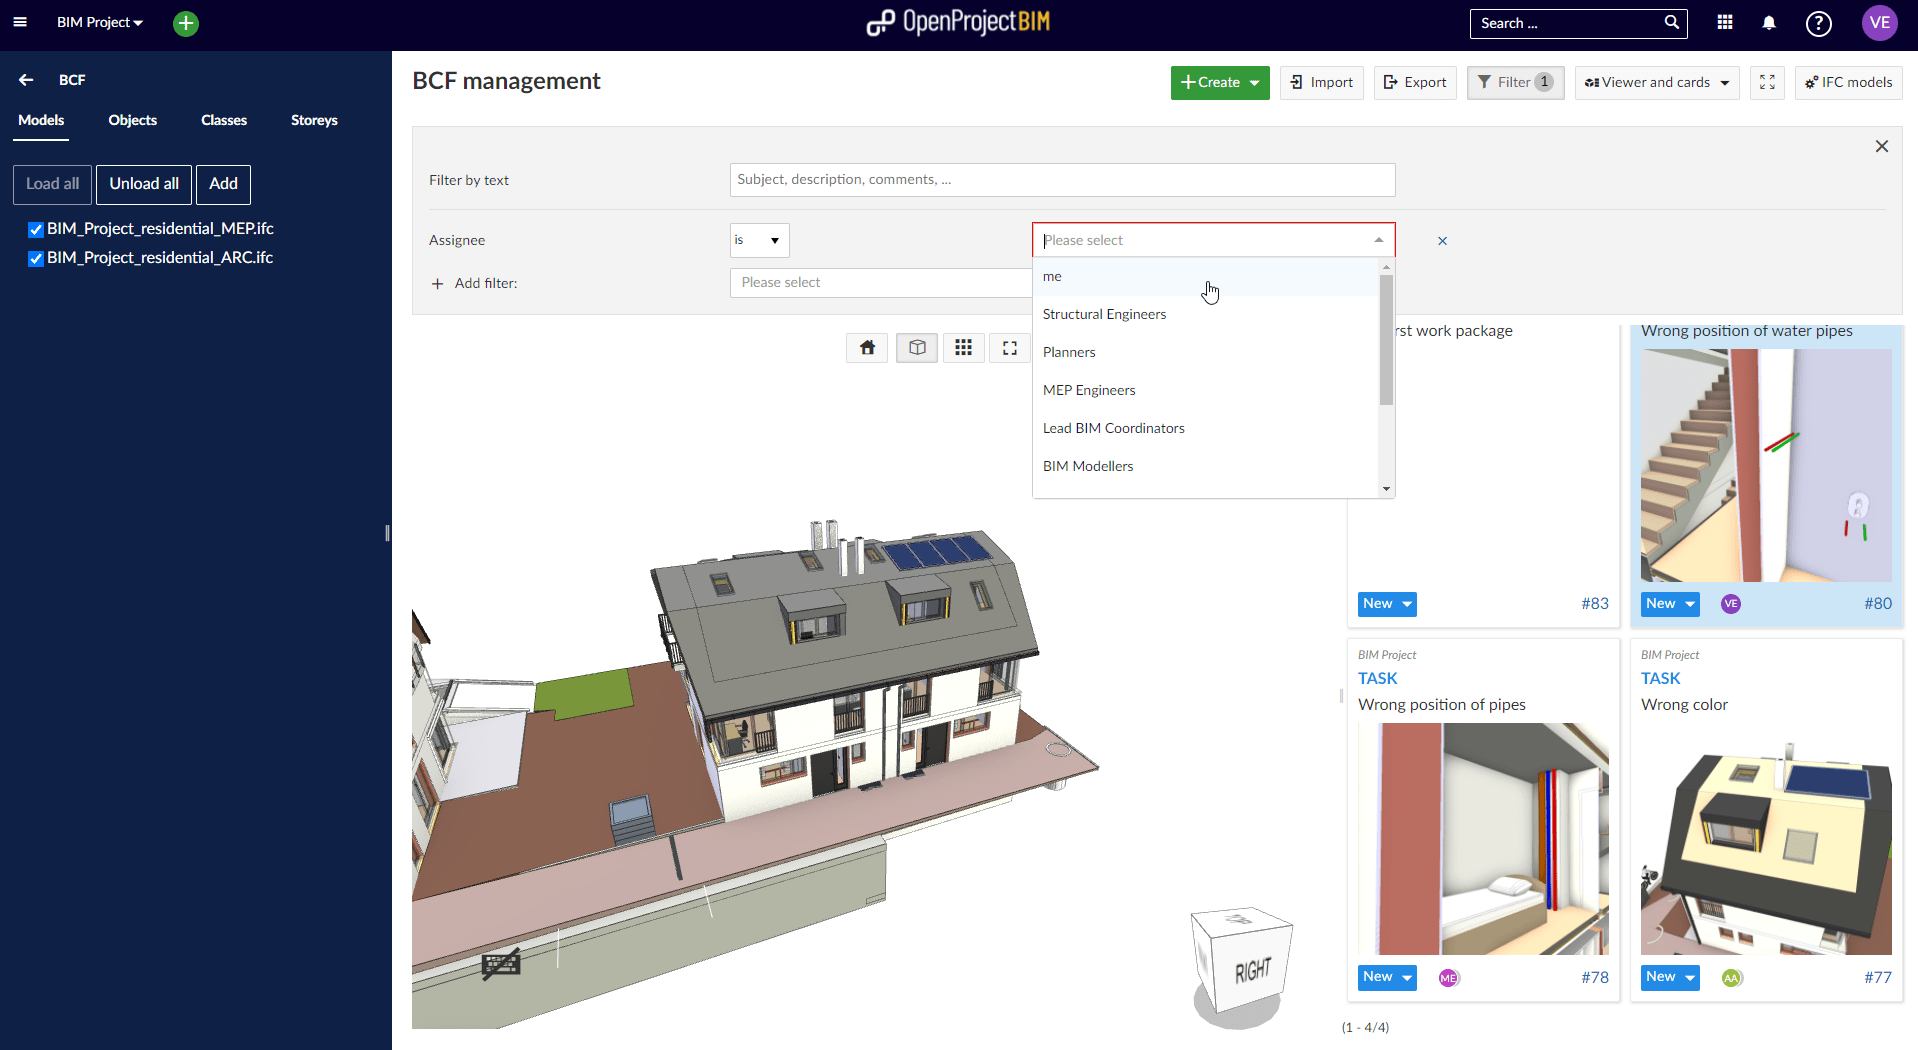 BIM Project
OpenProjectBIM
Search ...
?
VE
BCF
BCF management
Create
Import
Export
Filter 1
Viewer and cards
IFC models
Models
Objects
Classes
Storeys
Load all
Unload all
Add
BIM_Project_residential_MEP.ifc
BIM_Project_residential_ARC.ifc
Filter by text
Subject, description, comments, ...
Assignee
is
Please select
Add filter:
Please select
me
Structural Engineers
Planners
MEP Engineers
Lead BIM Coordinators
BIM Modellers
rst work package
New
#83
Wrong position of water pipes
New
VE
#80
BIM Project
TASK
Wrong position of pipes
New
ME
#78
BIM Project
TASK
Wrong color
New
AA
#77
RIGHT
(1 - 4/4)